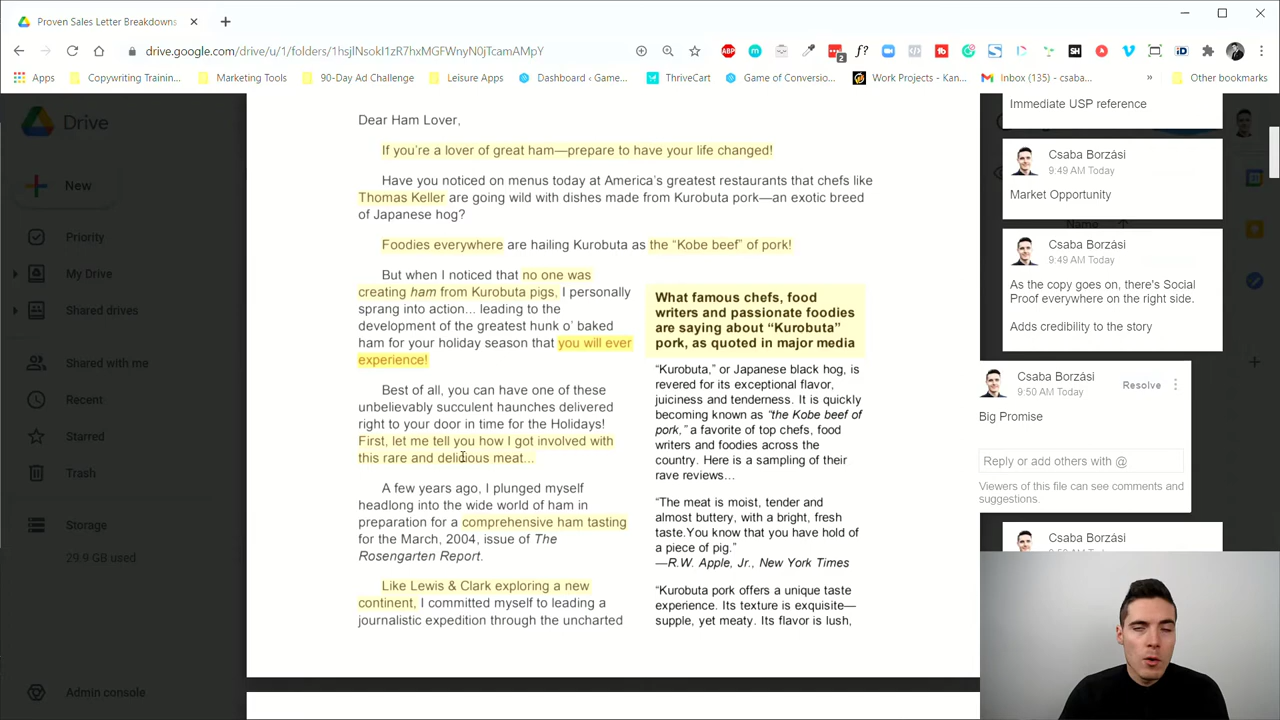 Proven Sales Letter Breakdowns
drive.google.com/drive/u/1/folders/1hsjlNsokI1zR7hxMGFWnyN0jTcamAMpY
Apps
Copywriting Trainin...
Marketing Tools
90-Day Ad Challenge
Leisure Apps
Dashboard ‹ Game...
ThriveCart
Game of Conversio...
Work Projects - Kan...
Inbox (135) - csaba...
Other bookmarks
Drive
New
Priority
My Drive
Shared drives
Shared with me
Recent
Starred
Trash
Storage
29.9 GB used
Admin console
Dear Ham Lover,
If you're a lover of great ham—prepare to have your life changed!
Have you noticed on menus today at America's greatest restaurants that chefs like
Thomas Keller are going wild with dishes made from Kurobuta pork—an exotic breed
of Japanese hog?
Foodies everywhere are hailing Kurobuta as the “Kobe beef” of pork!
But when I noticed that no one was
creating ham from Kurobuta pigs, I personally
sprang into action... leading to the
development of the greatest hunk o' baked
ham for your holiday season that you will ever
experience!
Best of all, you can have one of these
unbelievably succulent haunches delivered
right to your door in time for the Holidays!
First, let me tell you how I got involved with
this rare and delicious meat...
A few years ago, I plunged myself
headlong into the wide world of ham in
preparation for a comprehensive ham tasting
for the March, 2004, issue of The
Rosengarten Report.
Like Lewis & Clark exploring a new
continent, I committed myself to leading a
journalistic expedition through the uncharted
What famous chefs, food
writers and passionate foodies
are saying about “Kurobuta”
pork, as quoted in major media
“Kurobuta,” or Japanese black hog, is
revered for its exceptional flavor,
juiciness and tenderness. It is quickly
becoming known as “the Kobe beef of
pork,” a favorite of top chefs, food
writers and foodies across the
country. Here is a sampling of their
rave reviews...
“The meat is moist, tender and
almost buttery, with a bright, fresh
taste.You know that you have hold of
a piece of pig.”
—R.W. Apple, Jr., New York Times
“Kurobuta pork offers a unique taste
experience. Its texture is exquisite—
supple, yet meaty. Its flavor is lush,
Immediate USP reference
Csaba Borzási
9:49 AM Today
Market Opportunity
Csaba Borzási
9:49 AM Today
As the copy goes on, there's Social
Proof everywhere on the right side.
Adds credibility to the story
Csaba Borzási
9:50 AM Today
Resolve
Big Promise
Reply or add others with @
Viewers of this file can see comments and
suggestions.
Csaba Borzási